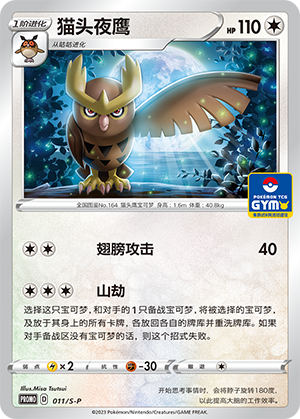 1阶进化
猫头夜鹰
HP 110
从咕咕进化
全国图鉴No.164 猫头鹰宝可梦 身高：1.6m 体重：40.8kg
POKÉMON TCG
GYM
翅膀攻击 40
山劫
选择这只宝可梦，和对手的1只备战宝可梦，将被选择的宝可梦，
及放于其身上的所有卡牌，各放回各自的牌库并重洗牌库。如果
对手备战区没有宝可梦的话，则这个招式失败。
弱点 ×2 抵抗力 -30 撤退
Illus.Misa Tsutsui
PROMO D 011/S-P
开始思考事情时，会将脖子旋转180度，
以此提高大脑的工作效率。
©2023 Pokémon/Nintendo/Creatures/GAME FREAK.